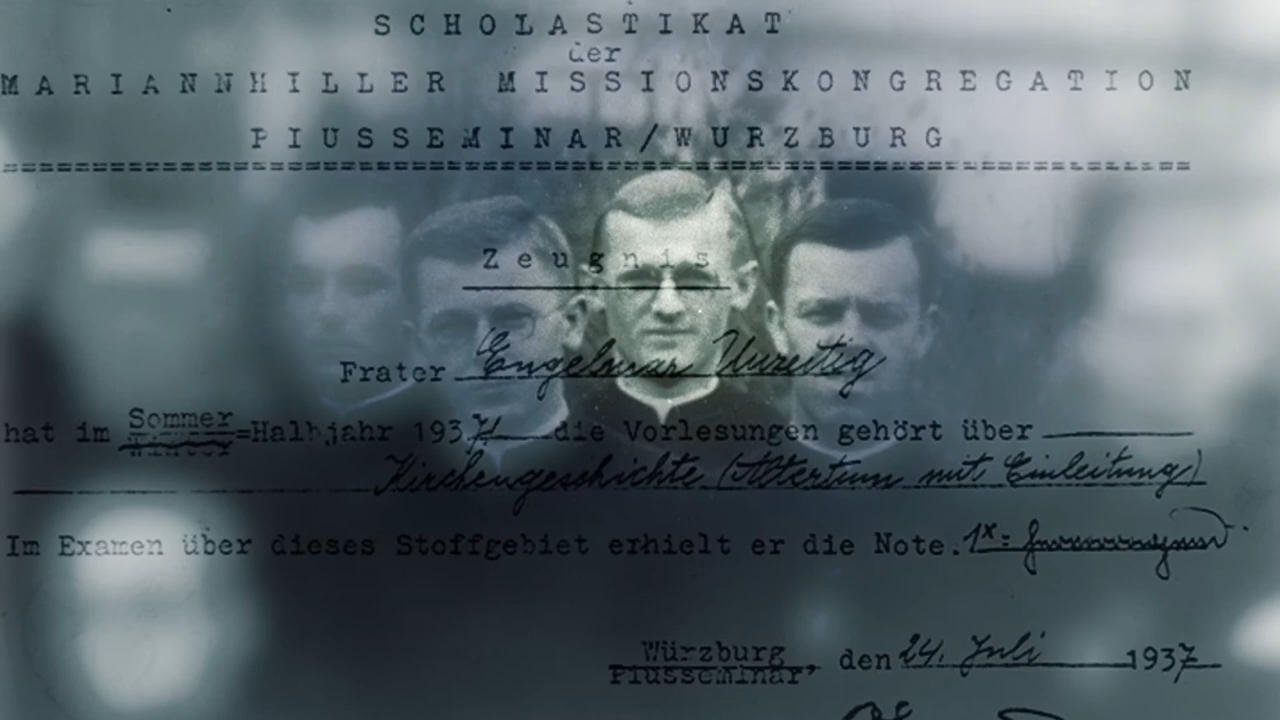 SCHOLASTIKAT
der
MARIANNHILLER MISSIONSKONGREGATION
PIUSSEMINAR/WURZBURG
Zeugnis
Frater Engelmar Unzeitig
hat im Sommer=Halbjahr 1937 die Vorlesungen gehört über
Winter
Kirchengeschichte (Altertum mit Einleitung)
Im Examen über dieses Stoffgebiet erhielt er die Note.
Würzburg, den 24. Juli 1937
Piusseminar